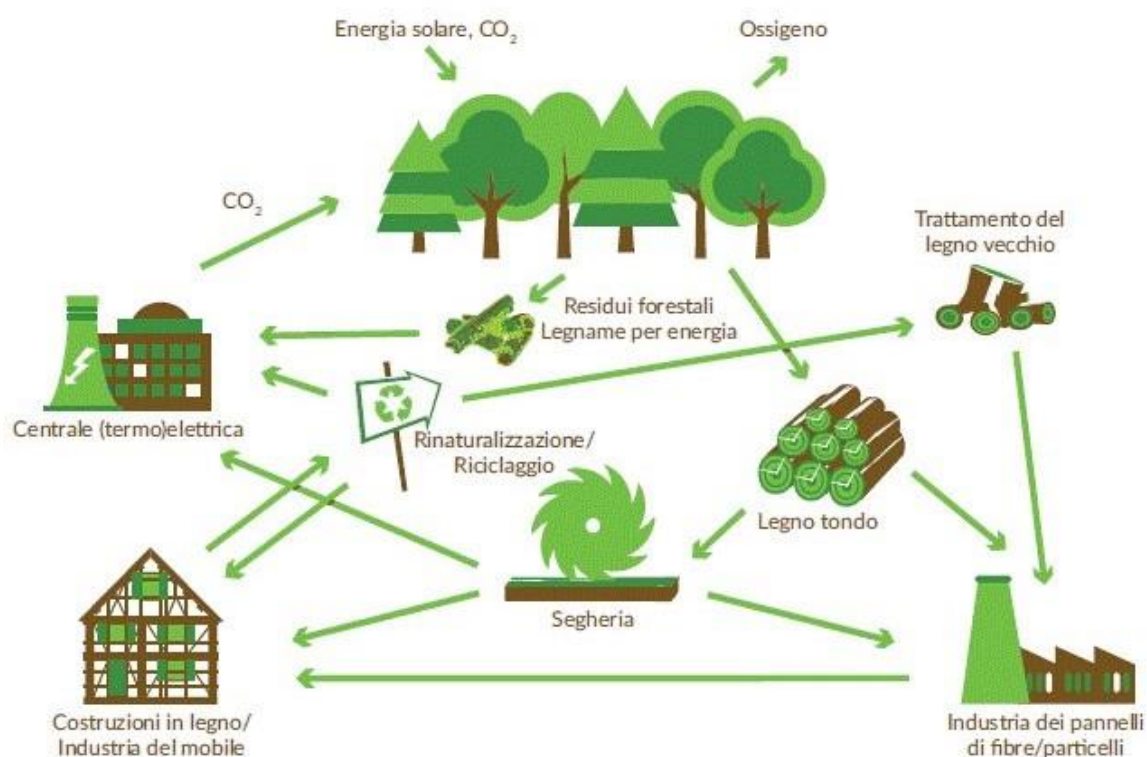 Energia solare, CO₂
Ossigeno
CO₂
Trattamento del
legno vecchio
Residui forestali
Legname per energia
Centrale (termo)elettrica
Rinaturalizzazione/
Riciclaggio
Legno tondo
Segheria
Costruzioni in legno/
Industria del mobile
Industria dei pannelli
di fibre/particelli